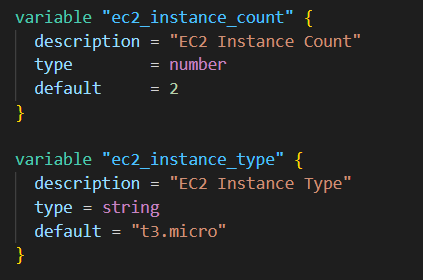 variable "ec2_instance_count" {
  description = "EC2 Instance Count"
  type        = number
  default     = 2
}

variable "ec2_instance_type" {
  description = "EC2 Instance Type"
  type = string
  default = "t3.micro"
}